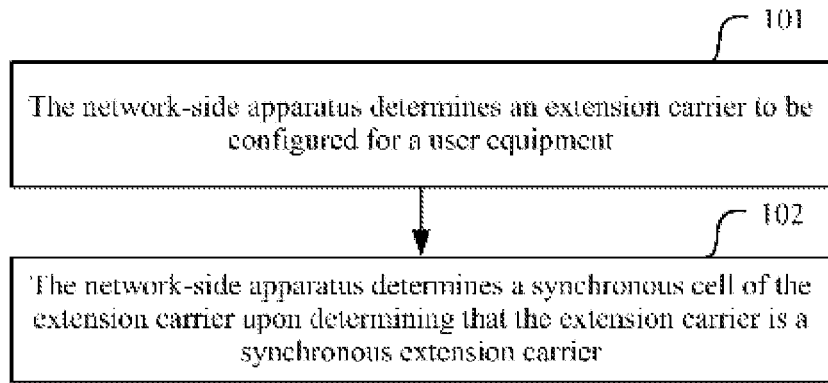 101
The network-side apparatus determines an extension carrier to be
configured for a user equipment
102
The network-side apparatus determines a synchronous cell of the
extension carrier upon determining that the extension carrier is a
synchronous extension carrier